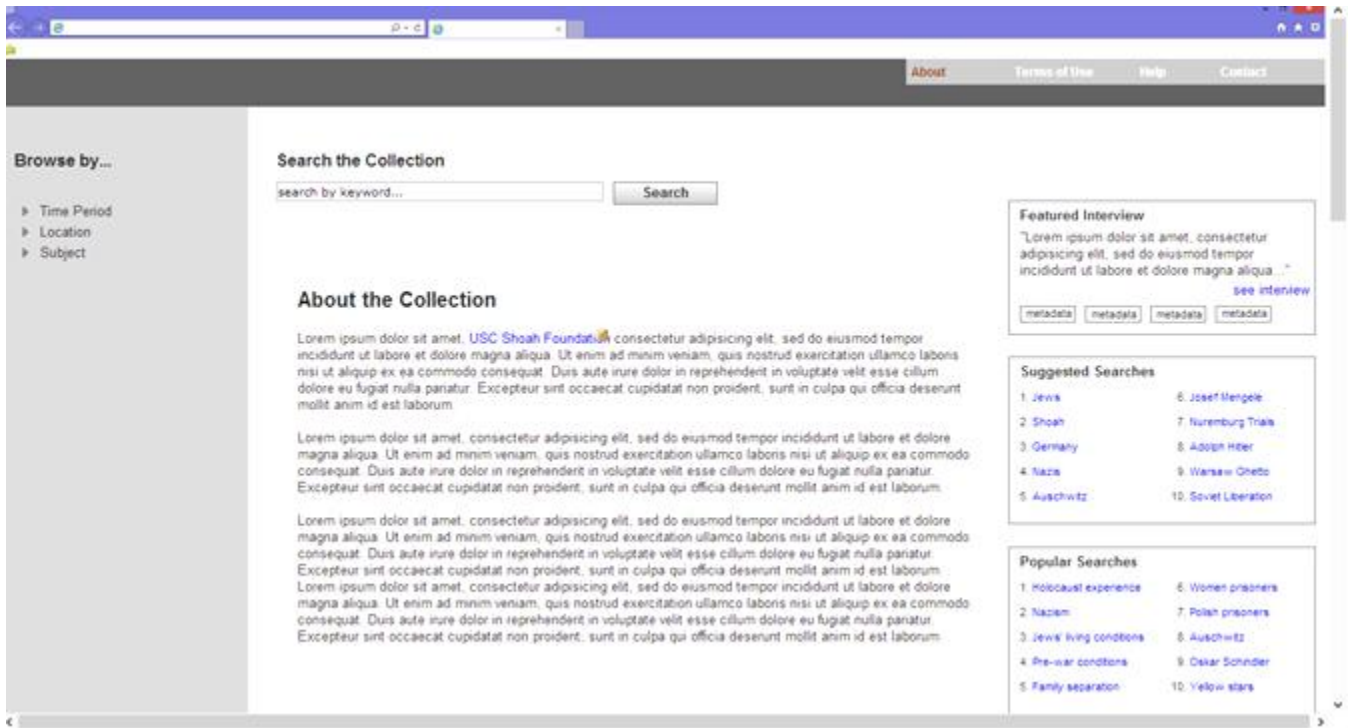 About Terms of Use Help Contact
Browse by...
Time Period
Location
Subject
Search the Collection
search by keyword... Search
About the Collection
Lorem ipsum dolor sit amet, USC Shoah Foundation consectetur adipisicing elit, sed do eiusmod tempor
incididunt ut labore et dolore magna aliqua. Ut enim ad minim veniam, quis nostrud exercitation ullamco laboris
nisi ut aliquip ex ea commodo consequat. Duis aute irure dolor in reprehenderit in voluptate velit esse cillum
dolore eu fugiat nulla pariatur. Excepteur sint occaecat cupidatat non proident, sunt in culpa qui officia deserunt
mollit anim id est laborum.
Lorem ipsum dolor sit amet, consectetur adipisicing elit, sed do eiusmod tempor incididunt ut labore et dolore
magna aliqua. Ut enim ad minim veniam, quis nostrud exercitation ullamco laboris nisi ut aliquip ex ea commodo
consequat. Duis aute irure dolor in reprehenderit in voluptate velit esse cillum dolore eu fugiat nulla pariatur.
Excepteur sint occaecat cupidatat non proident, sunt in culpa qui officia deserunt mollit anim id est laborum.
Lorem ipsum dolor sit amet, consectetur adipisicing elit, sed do eiusmod tempor incididunt ut labore et dolore
magna aliqua. Ut enim ad minim veniam, quis nostrud exercitation ullamco laboris nisi ut aliquip ex ea commodo
consequat. Duis aute irure dolor in reprehenderit in voluptate velit esse cillum dolore eu fugiat nulla pariatur.
Excepteur sint occaecat cupidatat non proident, sunt in culpa qui officia deserunt mollit anim id est laborum.
Lorem ipsum dolor sit amet, consectetur adipisicing elit, sed do eiusmod tempor incididunt ut labore et dolore
magna aliqua. Ut enim ad minim veniam, quis nostrud exercitation ullamco laboris nisi ut aliquip ex ea commodo
consequat. Duis aute irure dolor in reprehenderit in voluptate velit esse cillum dolore eu fugiat nulla pariatur.
Excepteur sint occaecat cupidatat non proident, sunt in culpa qui officia deserunt mollit anim id est laborum.
Featured Interview
"Lorem ipsum dolor sit amet, consectetur
adipisicing elit, sed do eiusmod tempor
incididunt ut labore et dolore magna aliqua..."
see interview
metadata metadata metadata metadata
Suggested Searches
1. Jews 6. Josef Mengele
2. Shoah 7. Nuremburg Trials
3. Germany 8. Adolph Hitler
4. Nazis 9. Warsaw Ghetto
5. Auschwitz 10. Soviet Liberation
Popular Searches
1. Holocaust experience 6. Women prisoners
2. Nazism 7. Polish prisoners
3. Jews' living conditions 8. Auschwitz
4. Pre-war conditions 9. Oskar Schindler
5. Family separation 10. Yellow stars